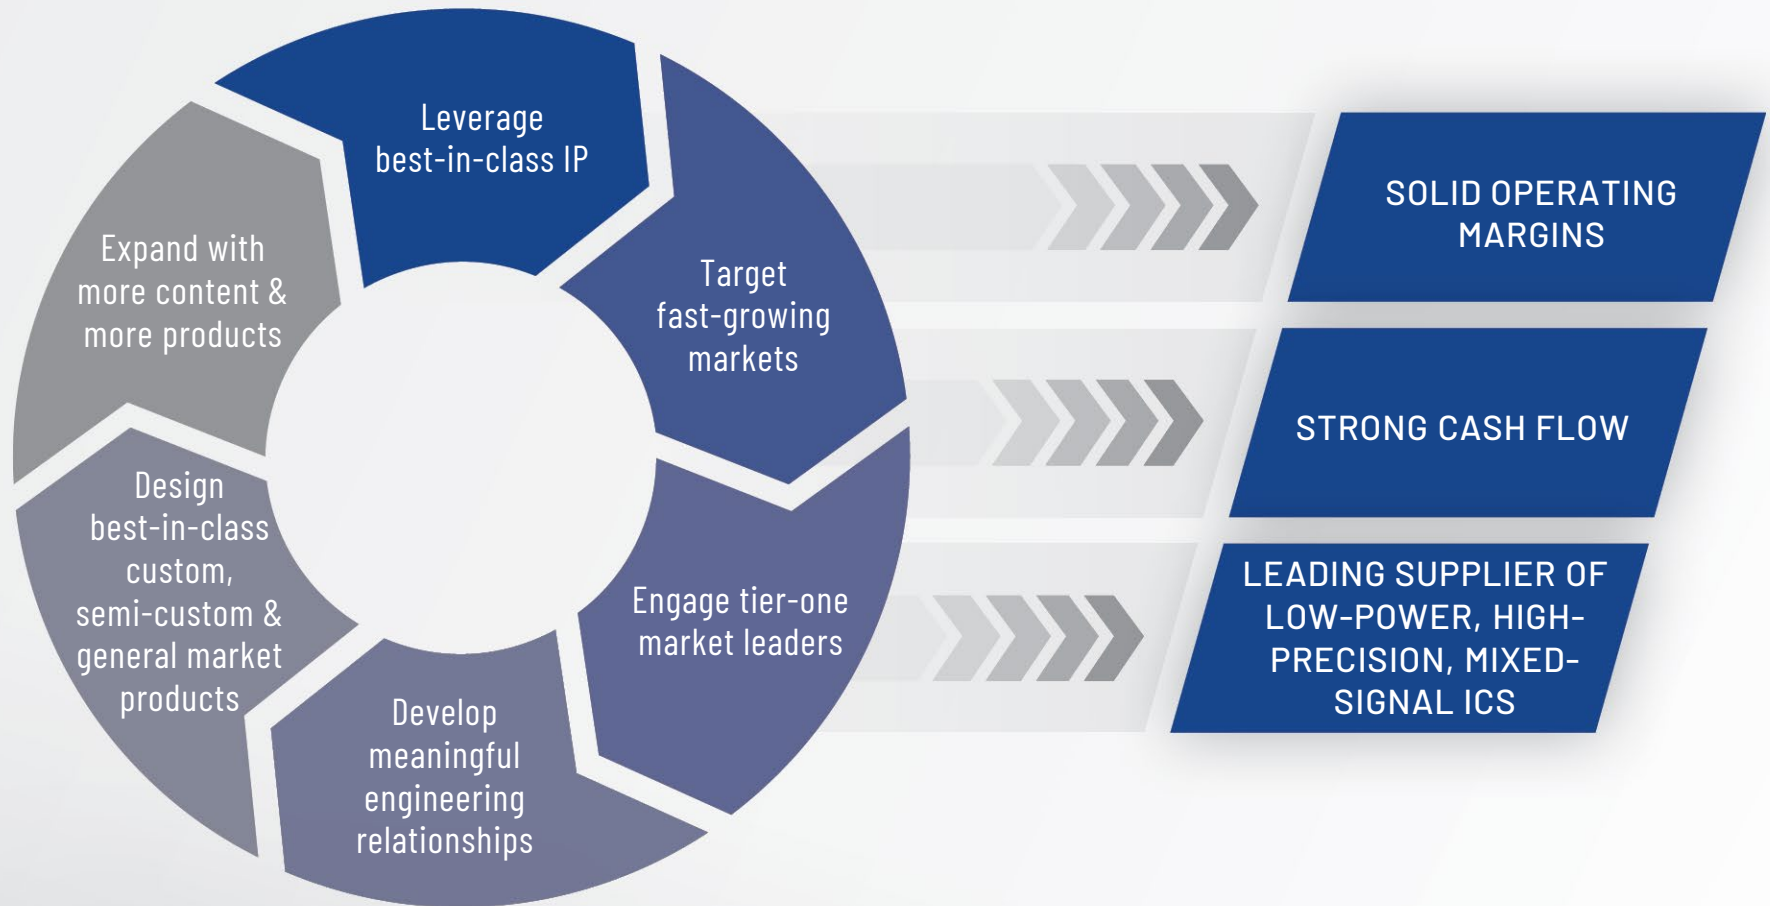 Leverage
best-in-class IP
Target
fast-growing
markets
Engage tier-one
market leaders
Develop
meaningful
engineering
relationships
Design
best-in-class
custom,
semi-custom &
general market
products
Expand with
more content &
more products
SOLID OPERATING
MARGINS
STRONG CASH FLOW
LEADING SUPPLIER OF
LOW-POWER, HIGH-
PRECISION, MIXED-
SIGNAL ICS